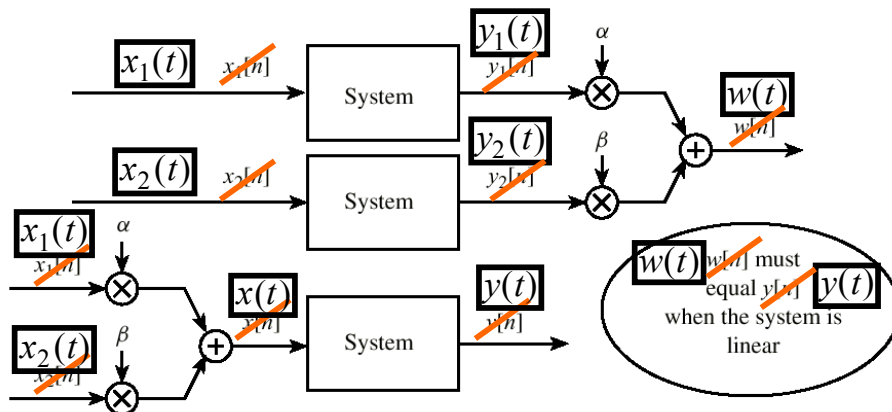 x₁(t) x₁[n] System y₁(t) y₁[n] α
w(t) w[n]
x₂(t) x₂[n] System y₂(t) y₂[n] β
x₁(t) x₁[n] α
x(t) x[n] System y(t) y[n]
x₂(t) x₂[n] β
w(t) w[n] must
equal y[n] y(t)
when the system is
linear